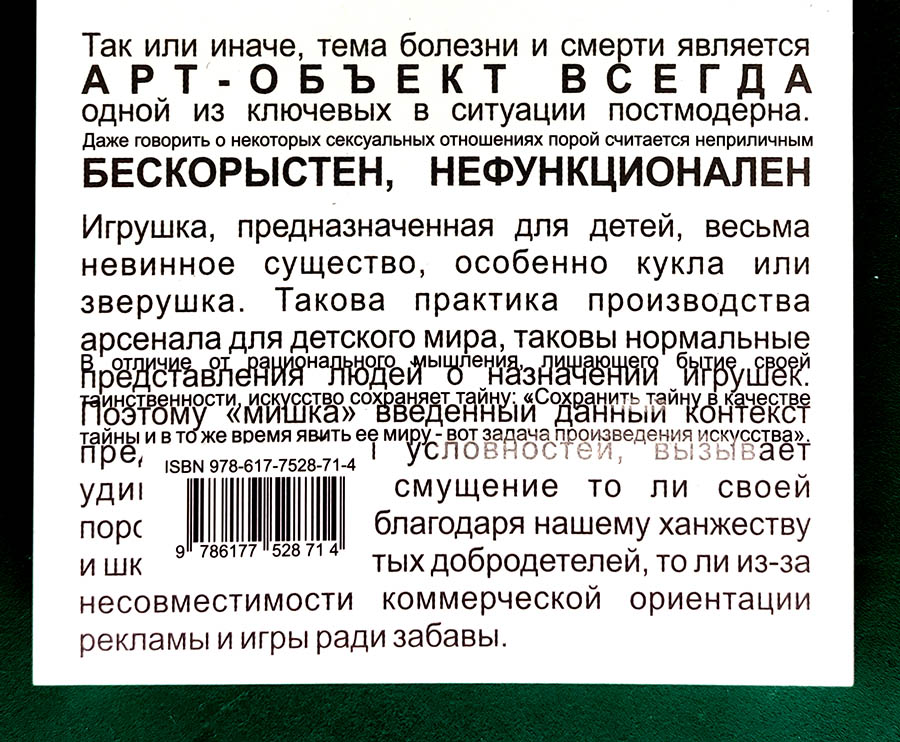 Так или иначе, тема болезни и смерти является
АРТ-ОБЪЕКТ ВСЕГДА
одной из ключевых в ситуации постмодерна.
Даже говорить о некоторых сексуальных отношениях порой считается неприличным
БЕСКОРЫСТЕН, НЕФУНКЦИОНАЛЕН
Игрушка, предназначенная для детей, весьма
невинное существо, особенно кукла или
зверушка. Такова практика производства
арсенала для детского мира, таковы нормальные
В отличие от рационального мышления, лишающего бытие своей
представления людей о назначении игрушек.
таинственности, искусство сохраняет тайну: «Сохранить тайну в качестве
Поэтому «мишка» введенный данный контекст
тайны и в то же время явить ее миру - вот задача произведения искусства».
условностей, вызывает
ISBN 978-617-7528-71-4
смущение то ли своей
благодаря нашему ханжеству
9 786177 528714
и тых добродетелей, то ли из-за
несовместимости коммерческой ориентации
рекламы и игры ради забавы.